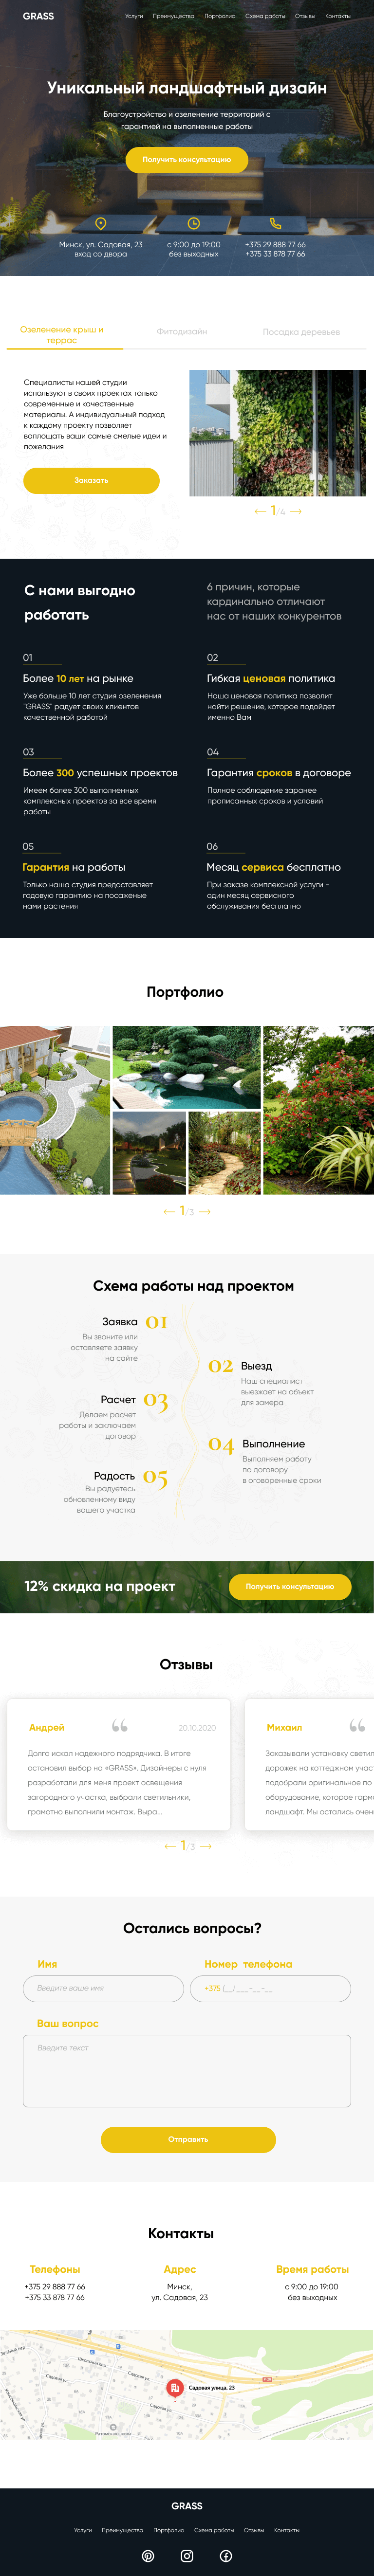 GRASS
Услуги Преимущества Портфолио Схема работы Отзывы Контакты
Уникальный ландшафтный дизайн
Благоустройство и озеленение территорий с
гарантией на выполненные работы
Получить консультацию
Минск, ул. Садовая, 23
вход со двора
с 9:00 до 19:00
без выходных
+375 29 888 77 66
+375 33 878 77 66
Озеленение крыш и
террас
Фитодизайн
Посадка деревьев
Специалисты нашей студии
используют в своих проектах только
современные и качественные
материалы. А индивидуальный подход
к каждому проекту позволяет
воплощать ваши самые смелые идеи и
пожелания
Заказать
1/4
С нами выгодно
работать
6 причин, которые
кардинально отличают
нас от наших конкурентов
01
Более 10 лет на рынке
Уже больше 10 лет студия озеленения
"GRASS" радует своих клиентов
качественной работой
02
Гибкая ценовая политика
Наша ценовая политика позволит
найти решение, которое подойдет
именно Вам
03
Более 300 успешных проектов
Имеем более 300 выполненных
комплексных проектов за все время
работы
04
Гарантия сроков в договоре
Полное соблюдение заранее
прописанных сроков и условий
05
Гарантия на работы
Только наша студия предоставляет
годовую гарантию на посаженые
нами растения
06
Месяц сервиса бесплатно
При заказе комплексной услуги -
один месяц сервисного
обслуживания бесплатно
Портфолио
1/3
Схема работы над проектом
Заявка 01
Вы звоните или
оставляете заявку
на сайте
02 Выезд
Наш специалист
выезжает на объект
для замера
Расчет 03
Делаем расчет
работы и заключаем
договор
04 Выполнение
Выполняем работу
по договору
в оговоренные сроки
Радость 05
Вы радуетесь
обновленному виду
вашего участка
12% скидка на проект
Получить консультацию
Отзывы
Андрей
20.10.2020
Долго искал надежного подрядчика. В итоге
остановил выбор на «GRASS». Дизайнеры с нуля
разработали для меня проект освещения
загородного участка, выбрали светильники,
грамотно выполнили монтаж. Выра...
Михаил
Заказывали установку светил
дорожек на коттеджном участ
подобрали оригинальное по
оборудование, которое гармо
ландшафт. Мы остались очен
1/3
Остались вопросы?
Имя
Введите ваше имя
Номер телефона
+375 (__) ___-__-__
Ваш вопрос
Введите текст
Отправить
Контакты
Телефоны
+375 29 888 77 66
+375 33 878 77 66
Адрес
Минск,
ул. Садовая, 23
Время работы
с 9:00 до 19:00
без выходных
Садовая улица, 23
GRASS
Услуги Преимущества Портфолио Схема работы Отзывы Контакты